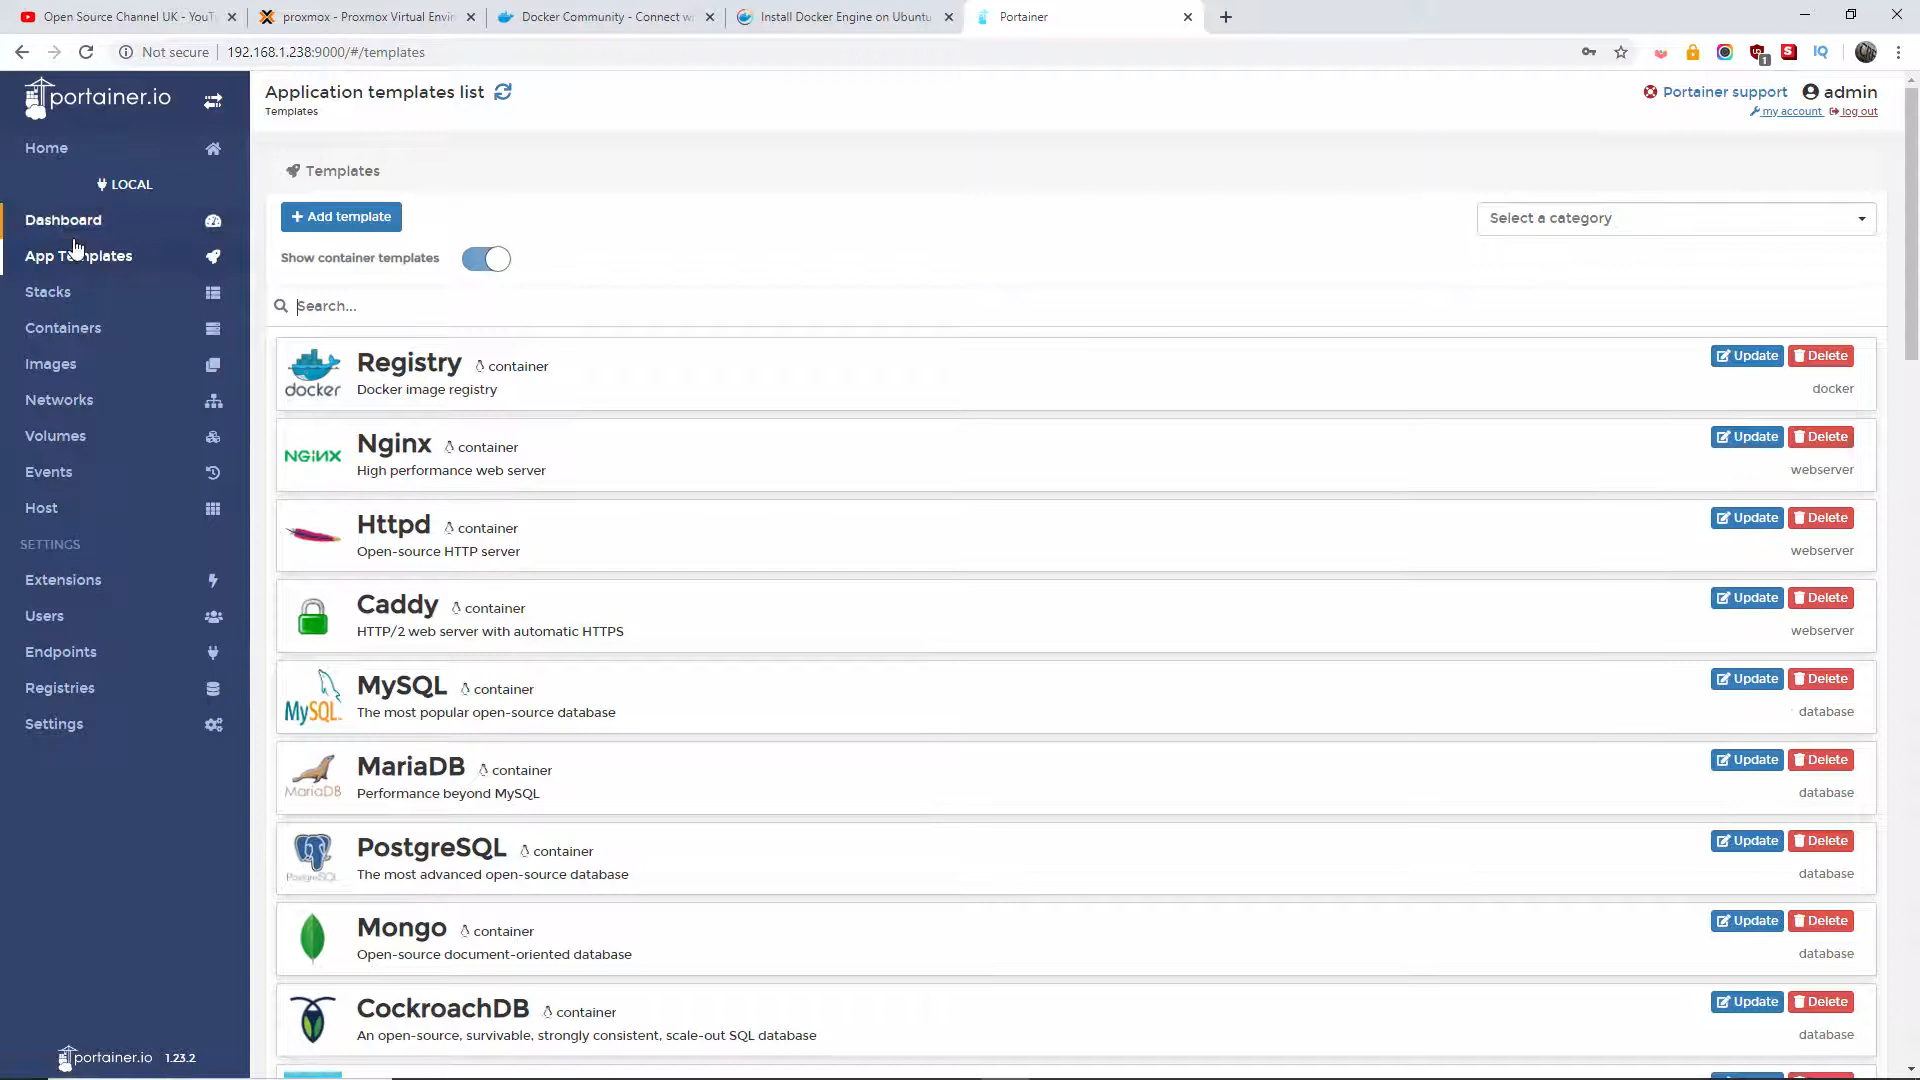 Open Source Channel UK - YouT
proxmox - Proxmox Virtual Envir
Docker Community - Connect w
Install Docker Engine on Ubuntu
Portainer
Not secure
192.168.1.238:9000/#/templates
1
S
IQ
portainer.io
Home
LOCAL
Dashboard
App Templates
Stacks
Containers
Images
Networks
Volumes
Events
Host
SETTINGS
Extensions
Users
Endpoints
Registries
Settings
portainer.io 1.23.2
Application templates list
Templates
Portainer support
admin
my account
log out
Templates
+ Add template
Select a category
Show container templates
Search...
docker
Registry container
Docker image registry
Update Delete
docker
NGINX
Nginx container
High performance web server
Update Delete
webserver
Httpd container
Open-source HTTP server
Update Delete
webserver
Caddy container
HTTP/2 web server with automatic HTTPS
Update Delete
webserver
MySQL
MySQL container
The most popular open-source database
Update Delete
database
MariaDB
MariaDB container
Performance beyond MySQL
Update Delete
database
PostgreSQL
PostgreSQL container
The most advanced open-source database
Update Delete
database
Mongo container
Open-source document-oriented database
Update Delete
database
CockroachDB container
An open-source, survivable, strongly consistent, scale-out SQL database
Update Delete
database